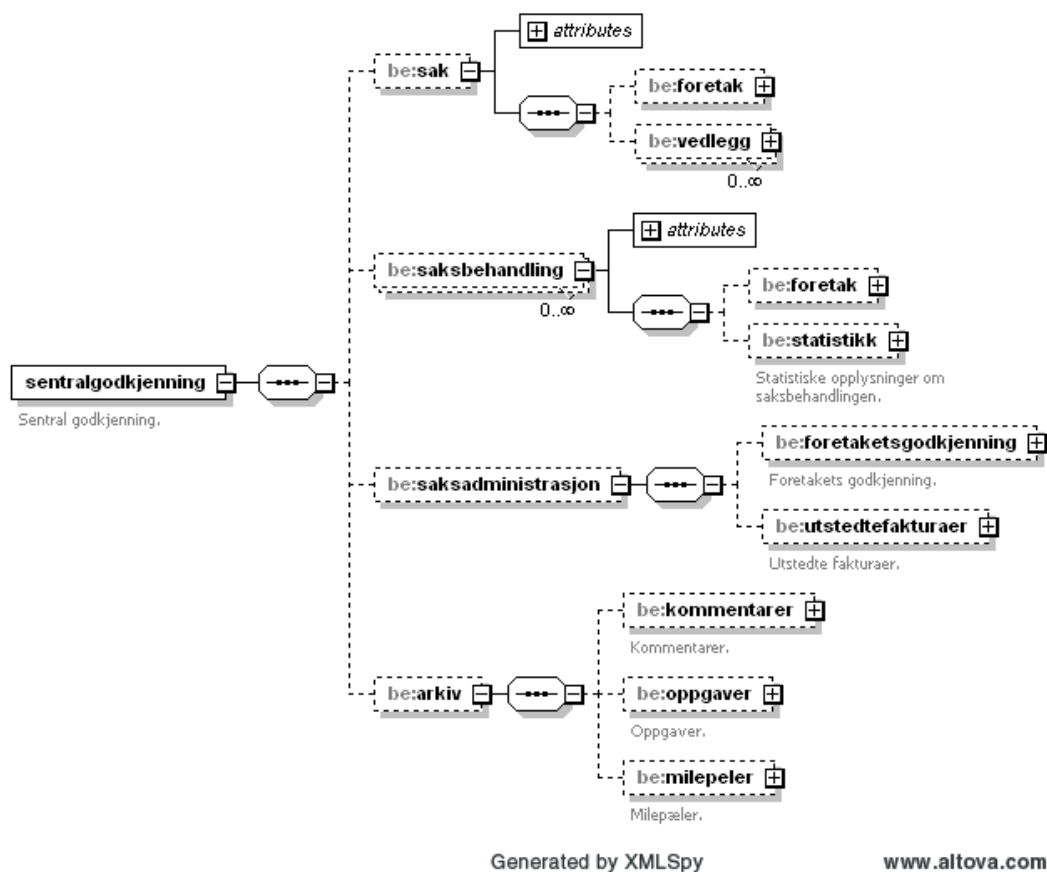 attributes
be:sak
be:foretak
be:vedlegg
0..∞
attributes
be:saksbehandling
0..∞
be:foretak
be:statistikk
Statistiske opplysninger om
saksbehandlingen.
sentralgodkjenning
Sentral godkjenning.
be:foretaketsgodkjenning
Foretakets godkjenning.
be:saksadministrasjon
be:utstedtefakturaer
Utstedte fakturaer.
be:kommentarer
Kommentarer.
be:arkiv
be:oppgaver
Oppgaver.
be:milepeler
Milepæler.
Generated by XMLSpy
www.altova.com